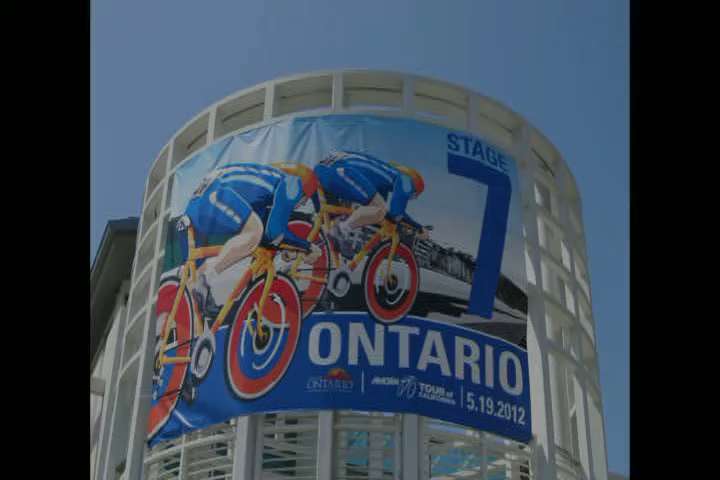 STAGE
7
ONTARIO
ONTARIO
AMGEN TOUR of CALIFORNIA
5.19.2012